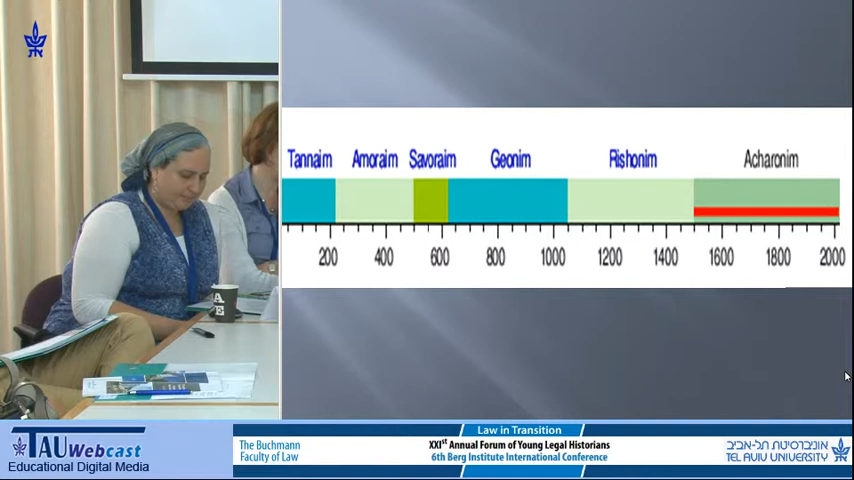 Tannaim Amoraim Savoraim Geonim Rishonim Acharonim
200 400 600 800 1000 1200 1400 1600 1800 2000
A
E
TAU Webcast
Educational Digital Media
Law in Transition
The Buchmann
Faculty of Law
XXIst Annual Forum of Young Legal Historians
6th Berg Institute International Conference
אוניברסיטת תל-אביב
TEL AVIV UNIVERSITY